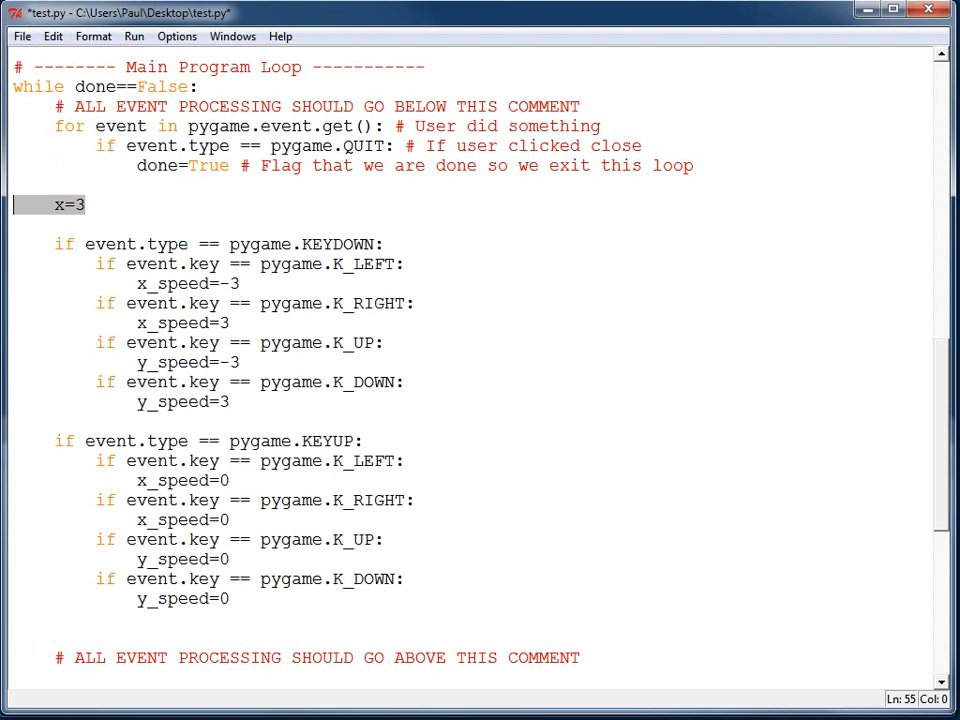 *test.py - C:\Users\Paul\Desktop\test.py*
File Edit Format Run Options Windows Help
# -------- Main Program Loop -----------
while done==False:
    # ALL EVENT PROCESSING SHOULD GO BELOW THIS COMMENT
    for event in pygame.event.get(): # User did something
        if event.type == pygame.QUIT: # If user clicked close
            done=True # Flag that we are done so we exit this loop
    x=3
    if event.type == pygame.KEYDOWN:
        if event.key == pygame.K_LEFT:
            x_speed=-3
        if event.key == pygame.K_RIGHT:
            x_speed=3
        if event.key == pygame.K_UP:
            y_speed=-3
        if event.key == pygame.K_DOWN:
            y_speed=3
    if event.type == pygame.KEYUP:
        if event.key == pygame.K_LEFT:
            x_speed=0
        if event.key == pygame.K_RIGHT:
            x_speed=0
        if event.key == pygame.K_UP:
            y_speed=0
        if event.key == pygame.K_DOWN:
            y_speed=0
    # ALL EVENT PROCESSING SHOULD GO ABOVE THIS COMMENT
Ln: 55 Col: 0